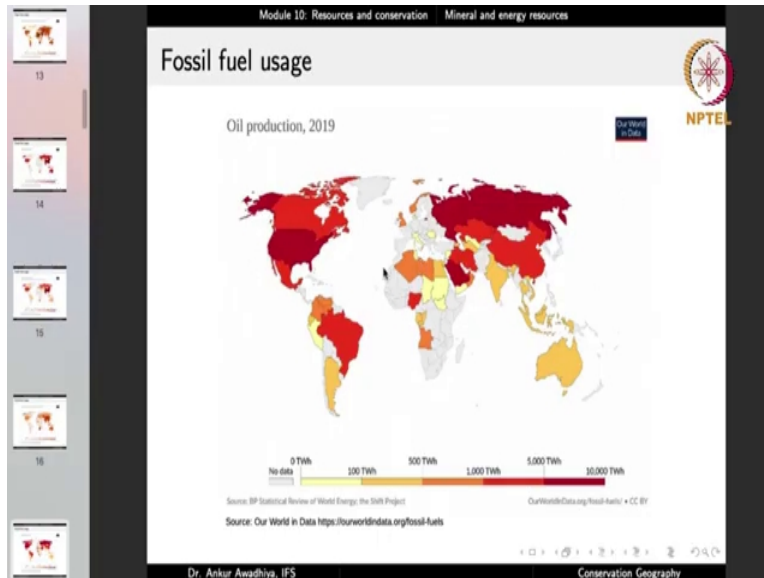 Module 10: Resources and conservation Mineral and energy resources
Fossil fuel usage
NPTEL
Oil production, 2019
Our World
in Data
0 TWh 500 TWh 5,000 TWh
No data 100 TWh 1,000 TWh 10,000 TWh
Source: BP Statistical Review of World Energy; the Shift Project OurWorldInData.org/fossil-fuels/ • CC BY
Source: Our World in Data https://ourworldindata.org/fossil-fuels
Dr. Ankur Awadhiya, IFS Conservation Geography
13
14
15
16